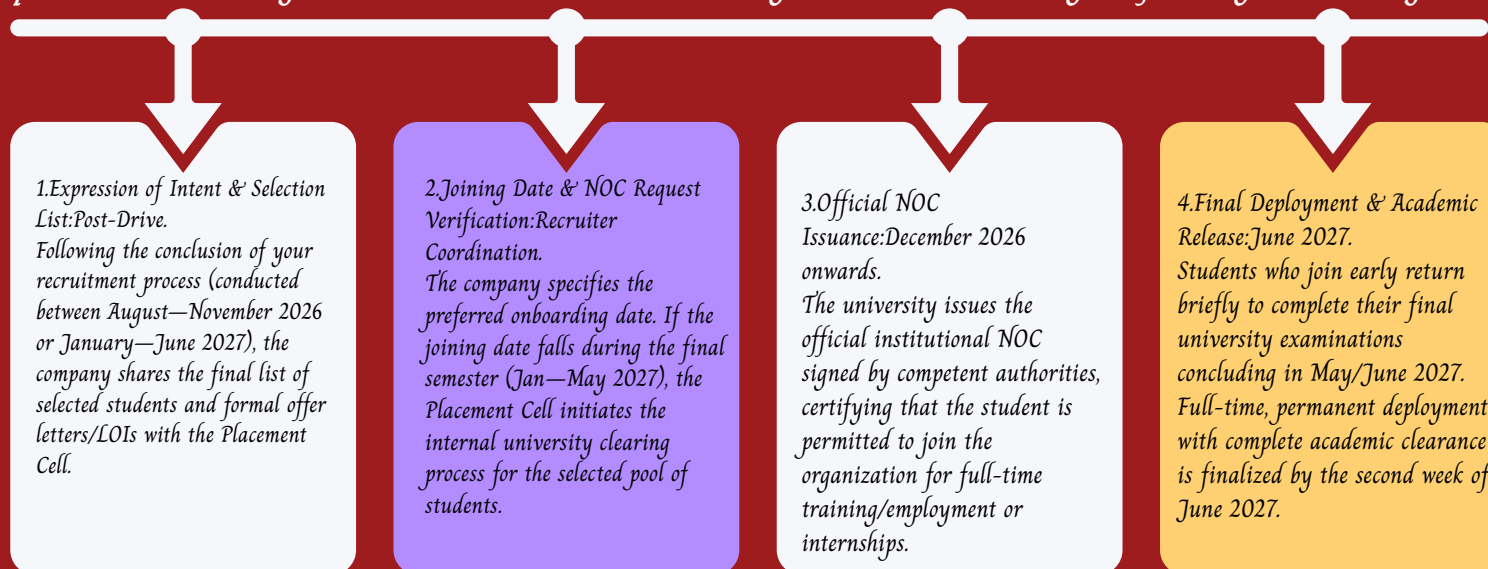 1.Expression of Intent & Selection
List:Post-Drive.
Following the conclusion of your
recruitment process (conducted
between August—November 2026
or January—June 2027), the
company shares the final list of
selected students and formal offer
letters/LOIs with the Placement
Cell.
2.Joining Date & NOC Request
Verification:Recruiter
Coordination.
The company specifies the
preferred onboarding date. If the
joining date falls during the final
semester (Jan—May 2027), the
Placement Cell initiates the
internal university clearing
process for the selected pool of
students.
3.Official NOC
Issuance:December 2026
onwards.
The university issues the
official institutional NOC
signed by competent authorities,
certifying that the student is
permitted to join the
organization for full-time
training/employment or
internships.
4.Final Deployment & Academic
Release:June 2027.
Students who join early return
briefly to complete their final
university examinations
concluding in May/June 2027.
Full-time, permanent deployment
with complete academic clearance
is finalized by the second week of
June 2027.